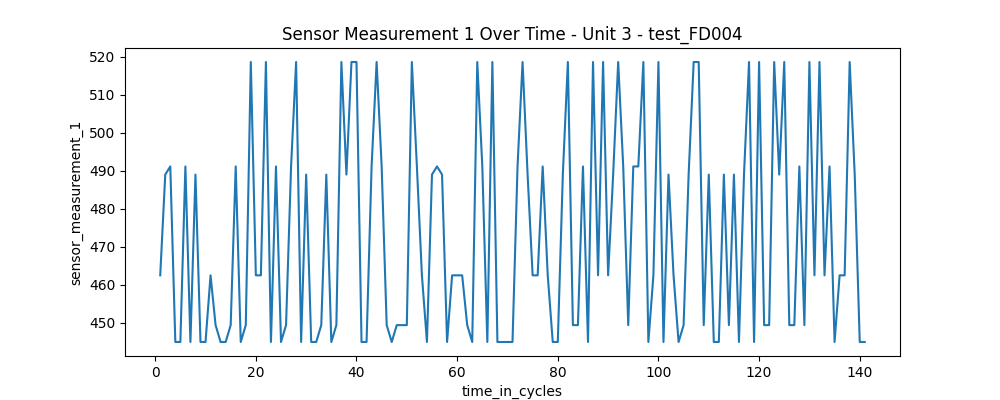 Sensor Measurement 1 Over Time - Unit 3 - test_FD004
520
510
500
490
480
470
460
450
sensor_measurement_1
0 20 40 60 80 100 120 140
time_in_cycles